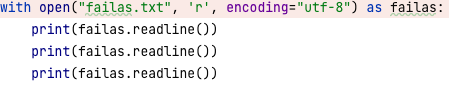 with open("failas.txt", 'r', encoding="utf-8") as failas:
    print(failas.readline())
    print(failas.readline())
    print(failas.readline())